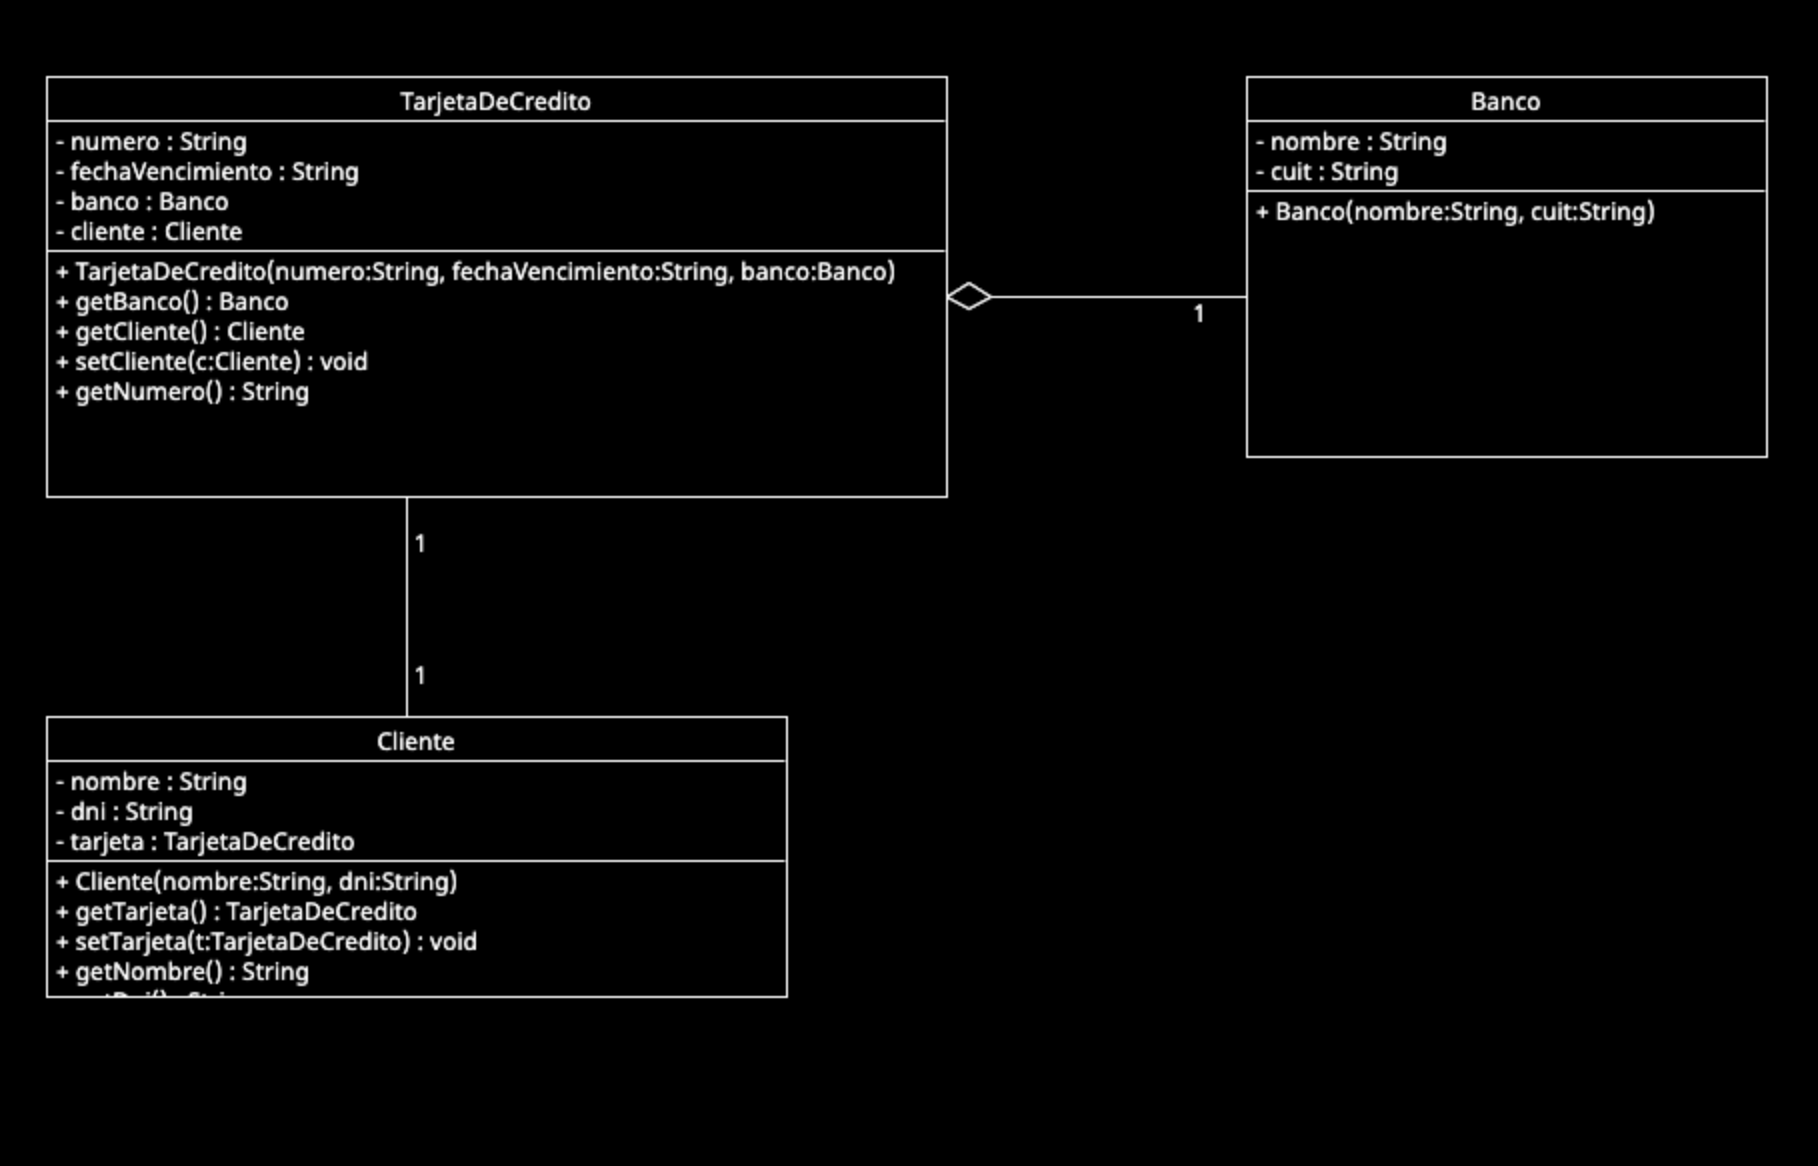 TarjetaDeCredito
- numero : String
- fechaVencimiento : String
- banco : Banco
- cliente : Cliente
+ TarjetaDeCredito(numero:String, fechaVencimiento:String, banco:Banco)
+ getBanco() : Banco
+ getCliente() : Cliente
+ setCliente(c:Cliente) : void
+ getNumero() : String
Banco
- nombre : String
- cuit : String
+ Banco(nombre:String, cuit:String)
1
1
1
Cliente
- nombre : String
- dni : String
- tarjeta : TarjetaDeCredito
+ Cliente(nombre:String, dni:String)
+ getTarjeta() : TarjetaDeCredito
+ setTarjeta(t:TarjetaDeCredito) : void
+ getNombre() : String